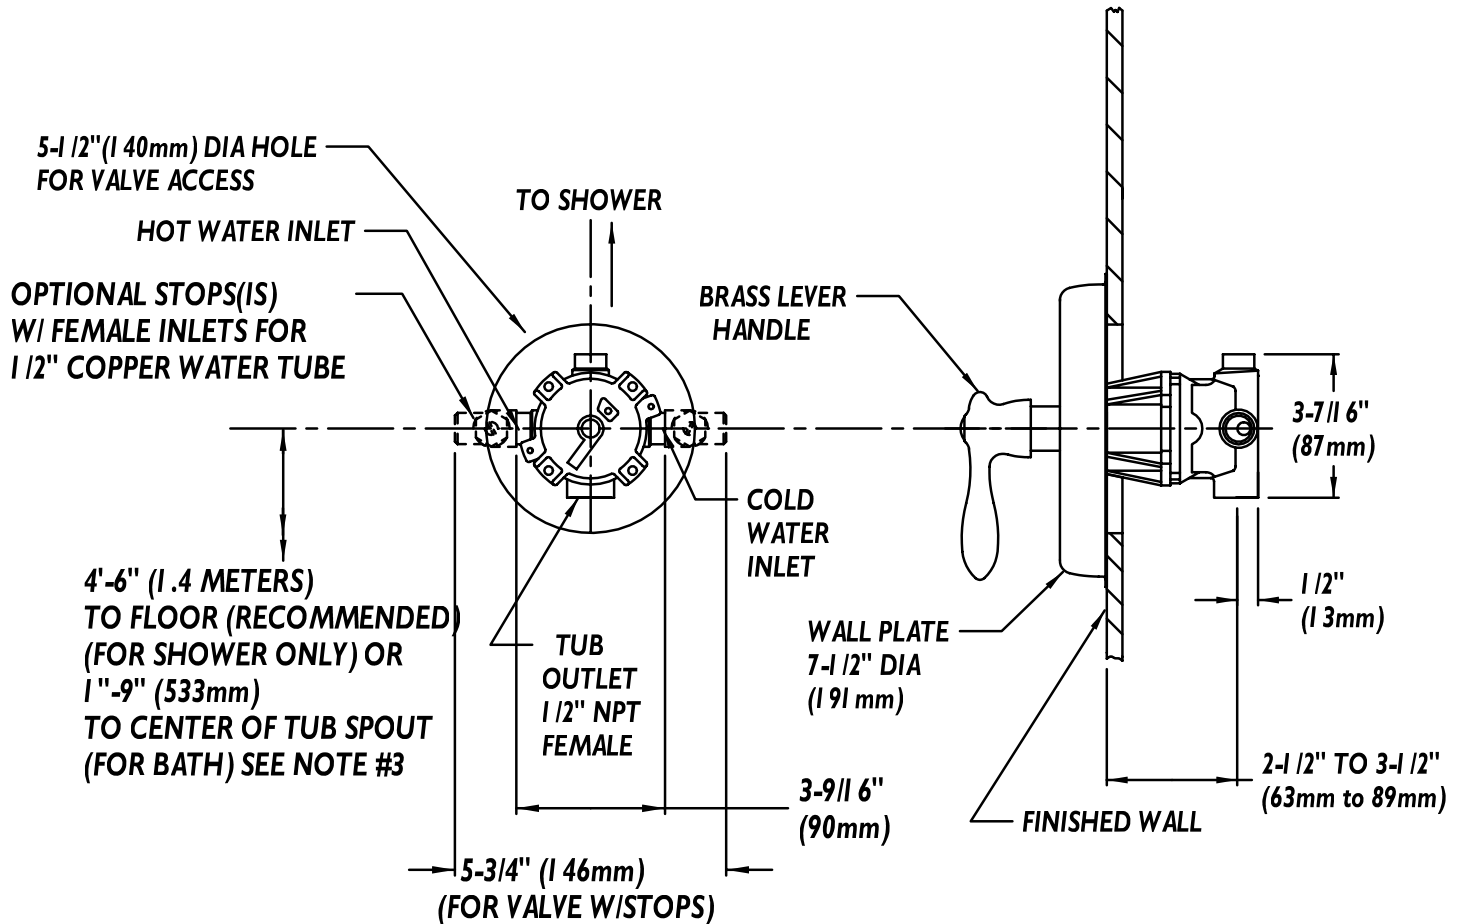 5-1/2"(140mm) DIA HOLE
FOR VALVE ACCESS
TO SHOWER
HOT WATER INLET
OPTIONAL STOPS(IS)
W/ FEMALE INLETS FOR
1/2" COPPER WATER TUBE
BRASS LEVER
HANDLE
3-7/16"
(87mm)
COLD
WATER
INLET
4'-6" (1.4 METERS)
TO FLOOR (RECOMMENDED)
(FOR SHOWER ONLY) OR
1"-9" (533mm)
TO CENTER OF TUB SPOUT
(FOR BATH) SEE NOTE #3
TUB
OUTLET
1/2" NPT
FEMALE
1/2"
(13mm)
WALL PLATE
7-1/2" DIA
(191mm)
2-1/2" TO 3-1/2"
(63mm to 89mm)
3-9/16"
(90mm)
FINISHED WALL
5-3/4" (146mm)
(FOR VALVE W/STOPS)